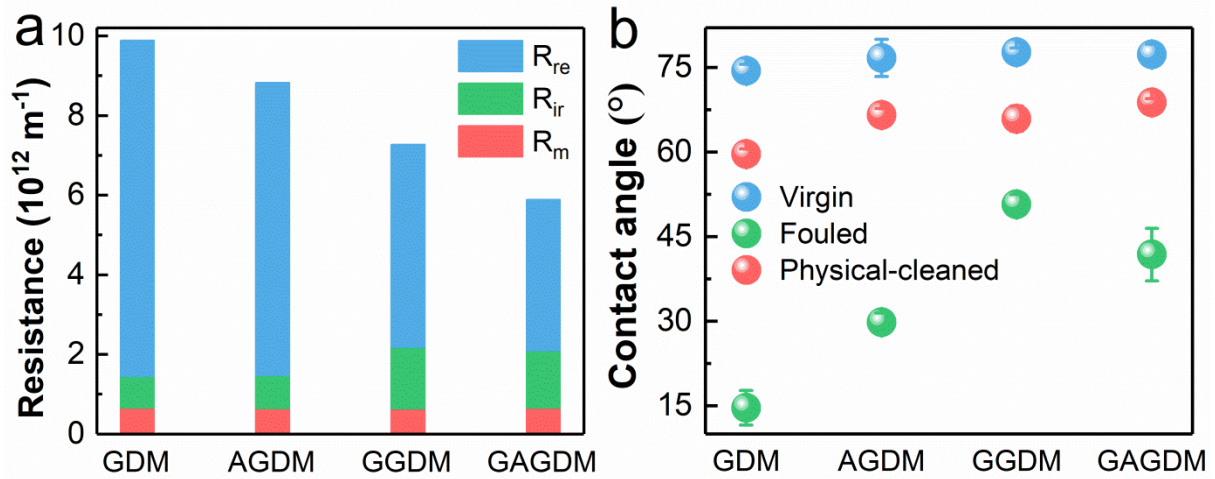 a
Resistance (10¹² m⁻¹)
10
8
6
4
2
0
R_re
R_ir
R_m
GDM AGDM GGDM GAGDM
b
Contact angle (°)
75
60
45
30
15
Virgin
Fouled
Physical-cleaned
GDM AGDM GGDM GAGDM